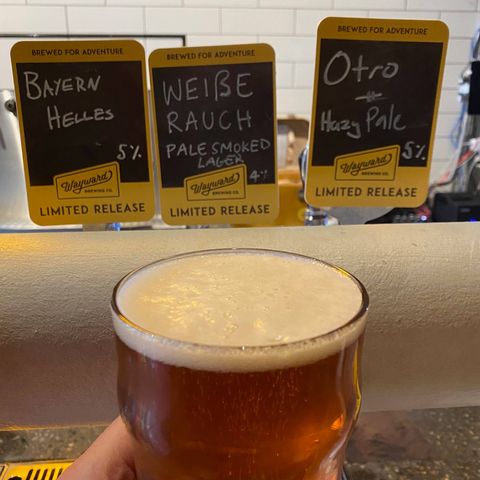 BREWED FOR ADVENTURE
BAYERN
HELLES
5%
Wayward
BREWING CO.
LIMITED RELEASE
BREWED FOR ADVENTURE
WEIßE
RAUCH
PALE SMOKED
LAGER
4%
Wayward
BREWING CO.
LIMITED RELEASE
BREWED FOR ADVENTURE
Otro
#
Hazy Pale
5%
Wayward
BREWING CO.
LIMITED RELEASE